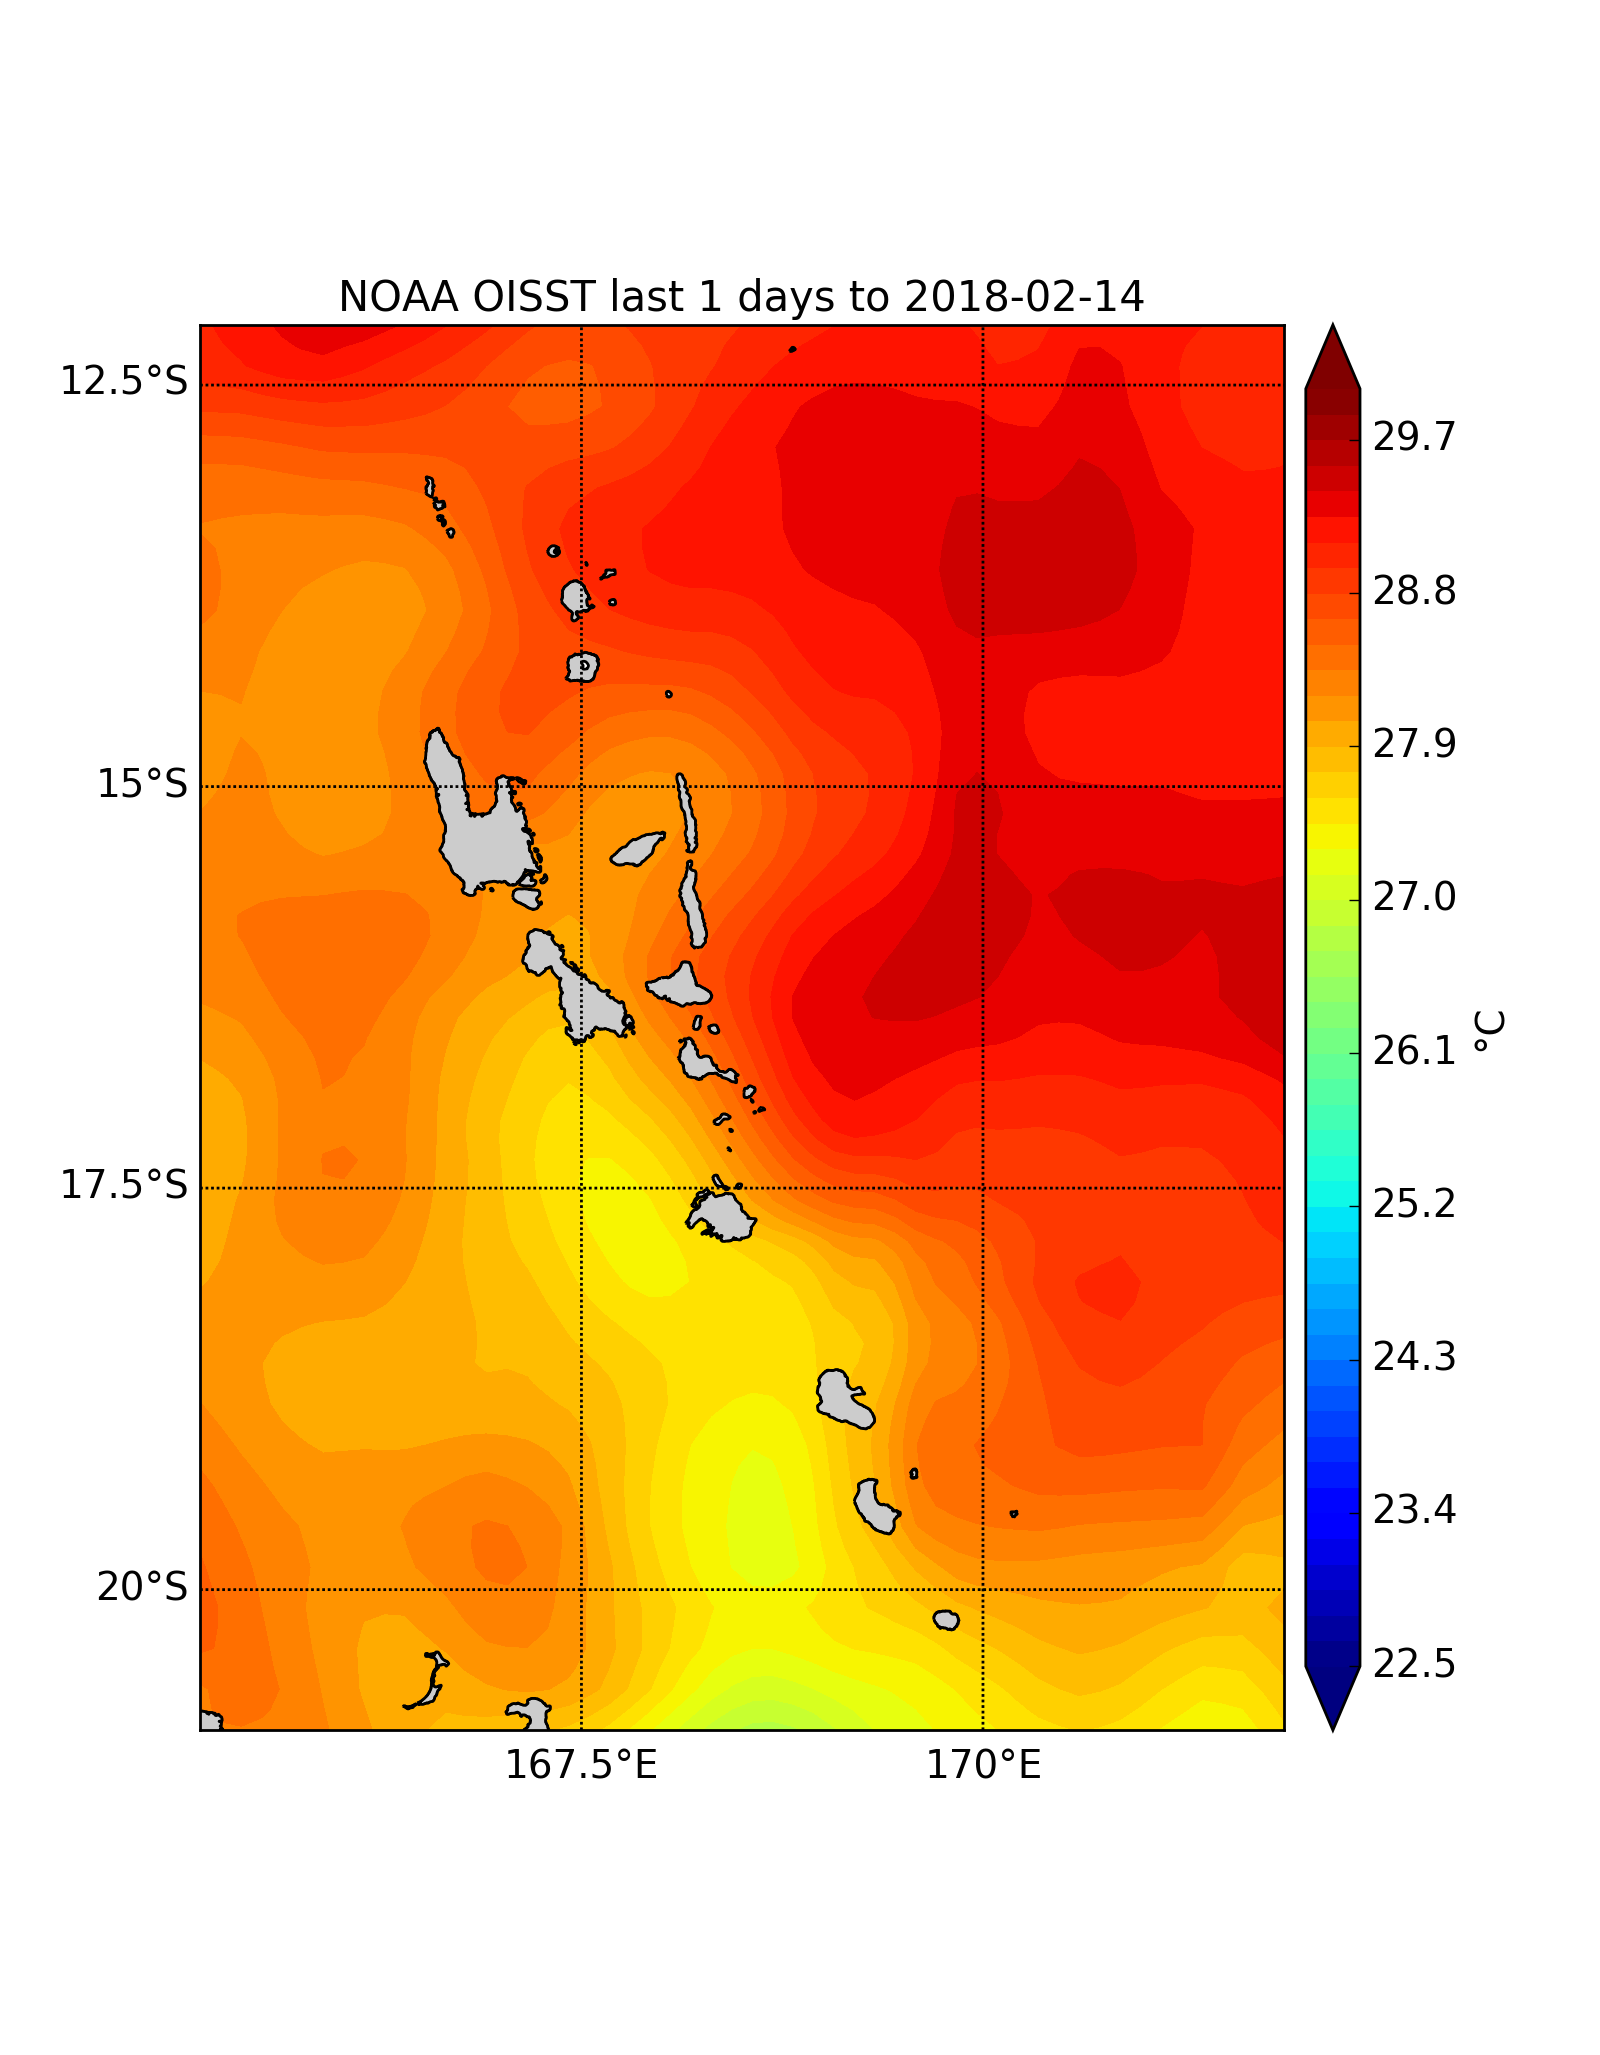 NOAA OISST last 1 days to 2018-02-14
12.5°S
15°S
17.5°S
20°S
167.5°E
170°E
29.7
28.8
27.9
27.0
26.1
25.2
24.3
23.4
22.5
°C